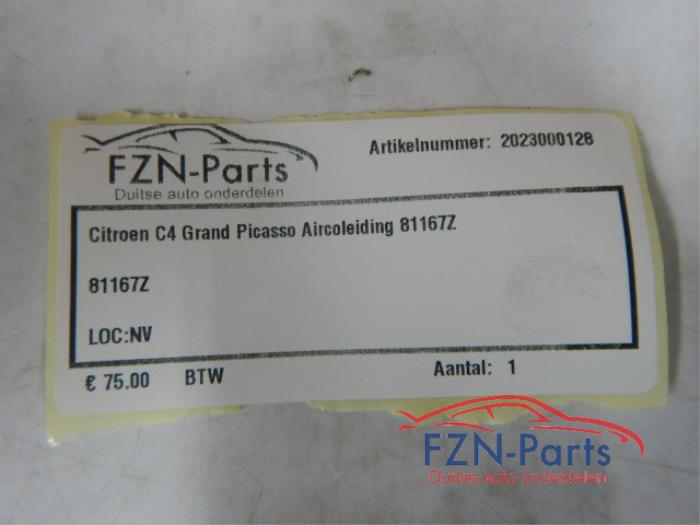 FZN-Parts
Duitse auto onderdelen
Artikelnummer: 2023000128
Citroen C4 Grand Picasso Aircoleiding 81167Z
81167Z
LOC:NV
€ 75.00 BTW Aantal: 1
FZN-Parts
Duitse auto onderdelen